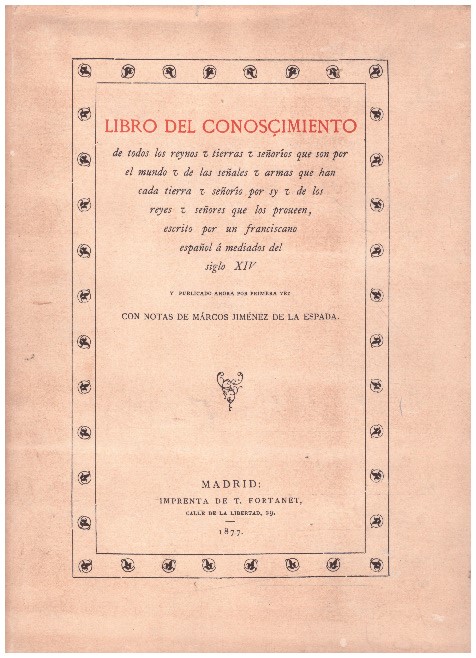 LIBRO DEL CONOSÇIMIENTO
de todos los reynos τ tierras τ señoríos que son por
el mundo τ de las señales τ armas que han
cada tierra τ señorío por sy τ de los
reyes τ señores que los proueen,
escrito por un franciscano
español á mediados del
siglo XIV
Y PUBLICADO AHORA POR PRIMERA VEZ
CON NOTAS DE MÁRCOS JIMÉNEZ DE LA ESPADA.
MADRID:
IMPRENTA DE T. FORTANET,
CALLE DE LA LIBERTAD, 29.
1877.